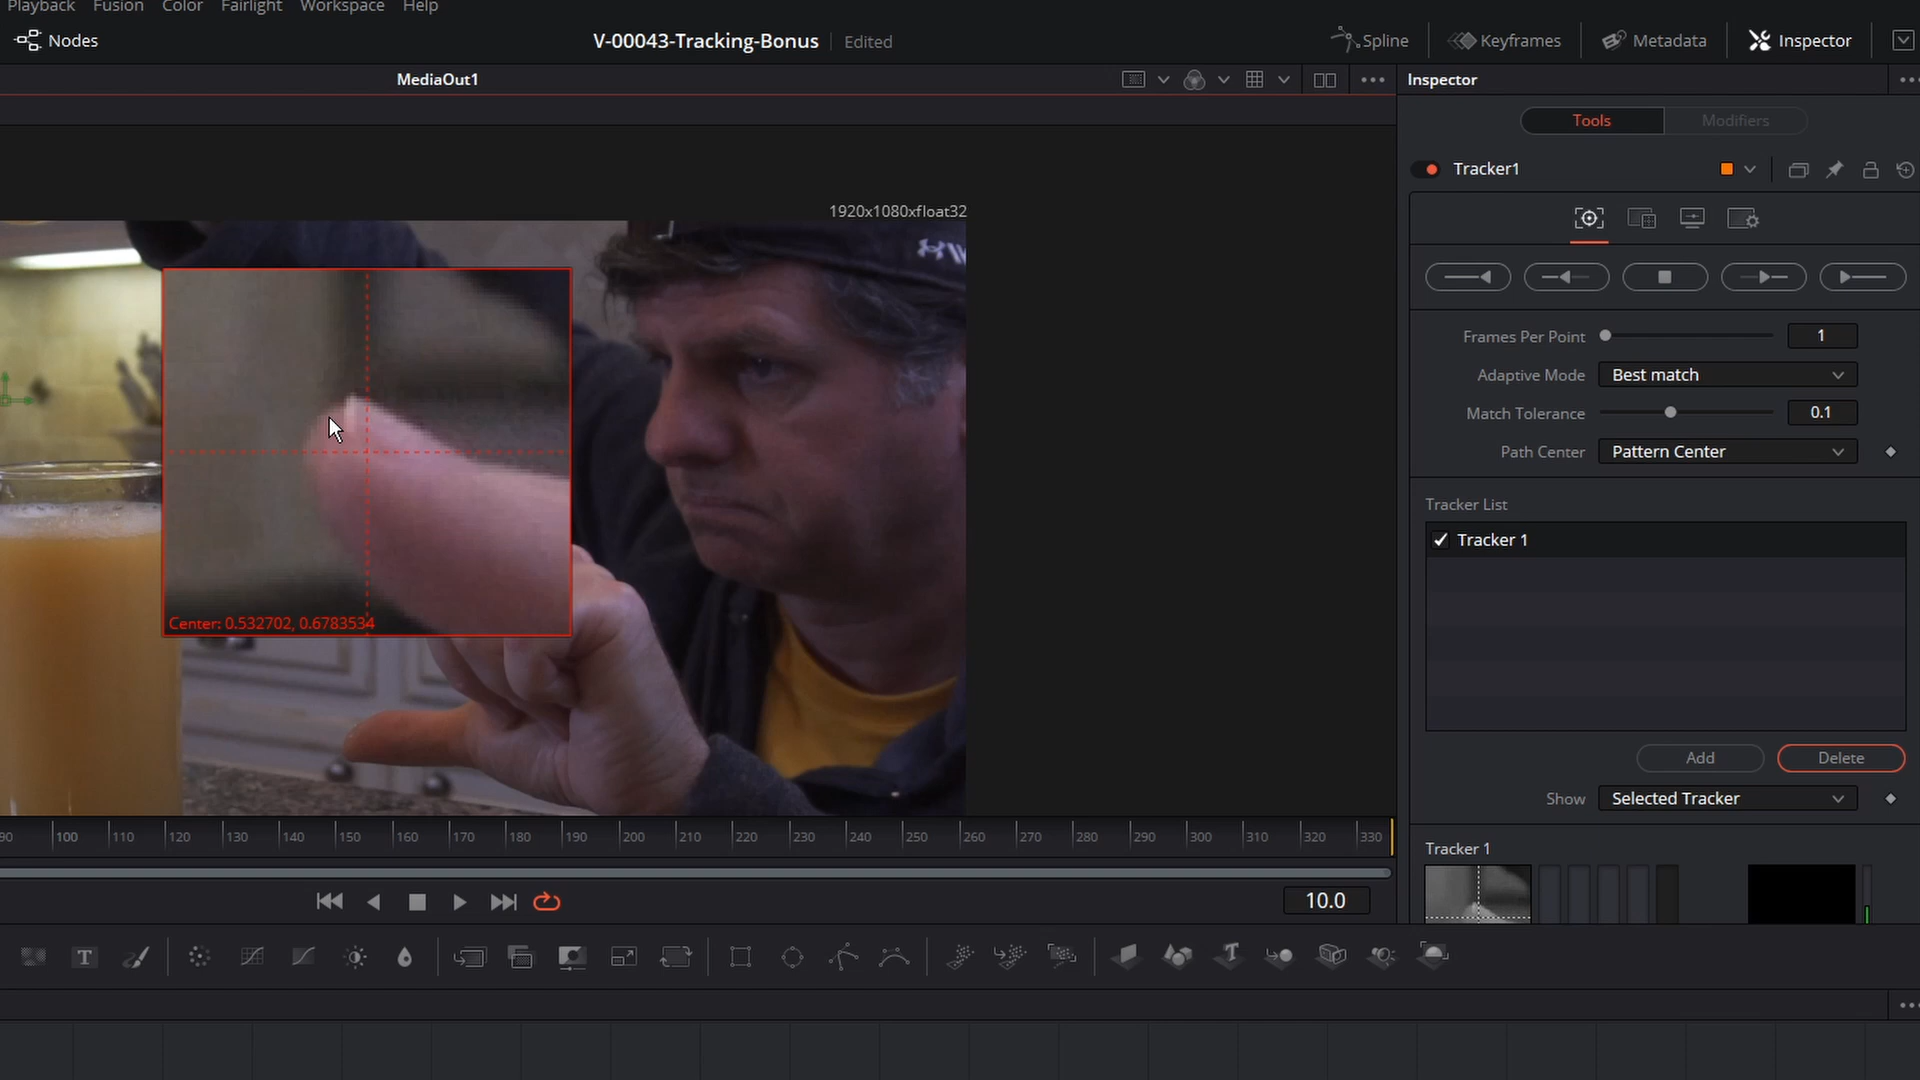 Playback Fusion Color Fairlight Workspace Help
Nodes
V-00043-Tracking-Bonus Edited
Spline
Keyframes
Metadata
Inspector
MediaOut1
Inspector
Tools
Modifiers
Tracker1
1920x1080xfloat32
Frames Per Point 1
Adaptive Mode Best match
Match Tolerance 0.1
Path Center Pattern Center
Tracker List
Tracker 1
Center: 0.532702, 0.6783534
Add
Delete
Show Selected Tracker
90 100 110 120 130 140 150 160 170 180 190 200 210 220 230 240 250 260 270 280 290 300 310 320 330
Tracker 1
10.0
T